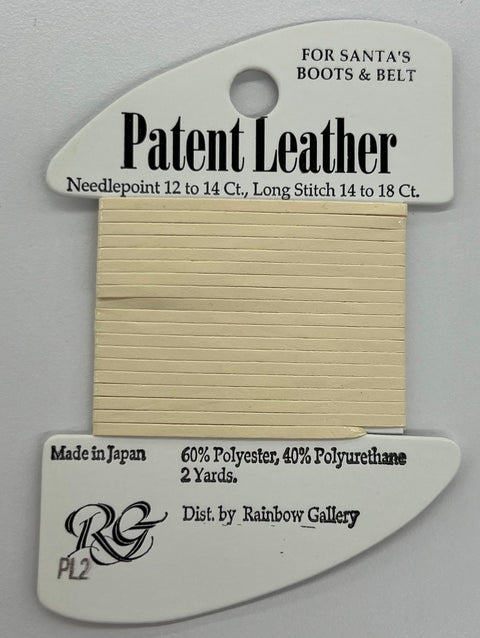 FOR SANTA'S
BOOTS & BELT
Patent Leather
Needlepoint 12 to 14 Ct., Long Stitch 14 to 18 Ct.
Made in Japan
60% Polyester, 40% Polyurethane
2 Yards.
Dist. by Rainbow Gallery
RG
PL2